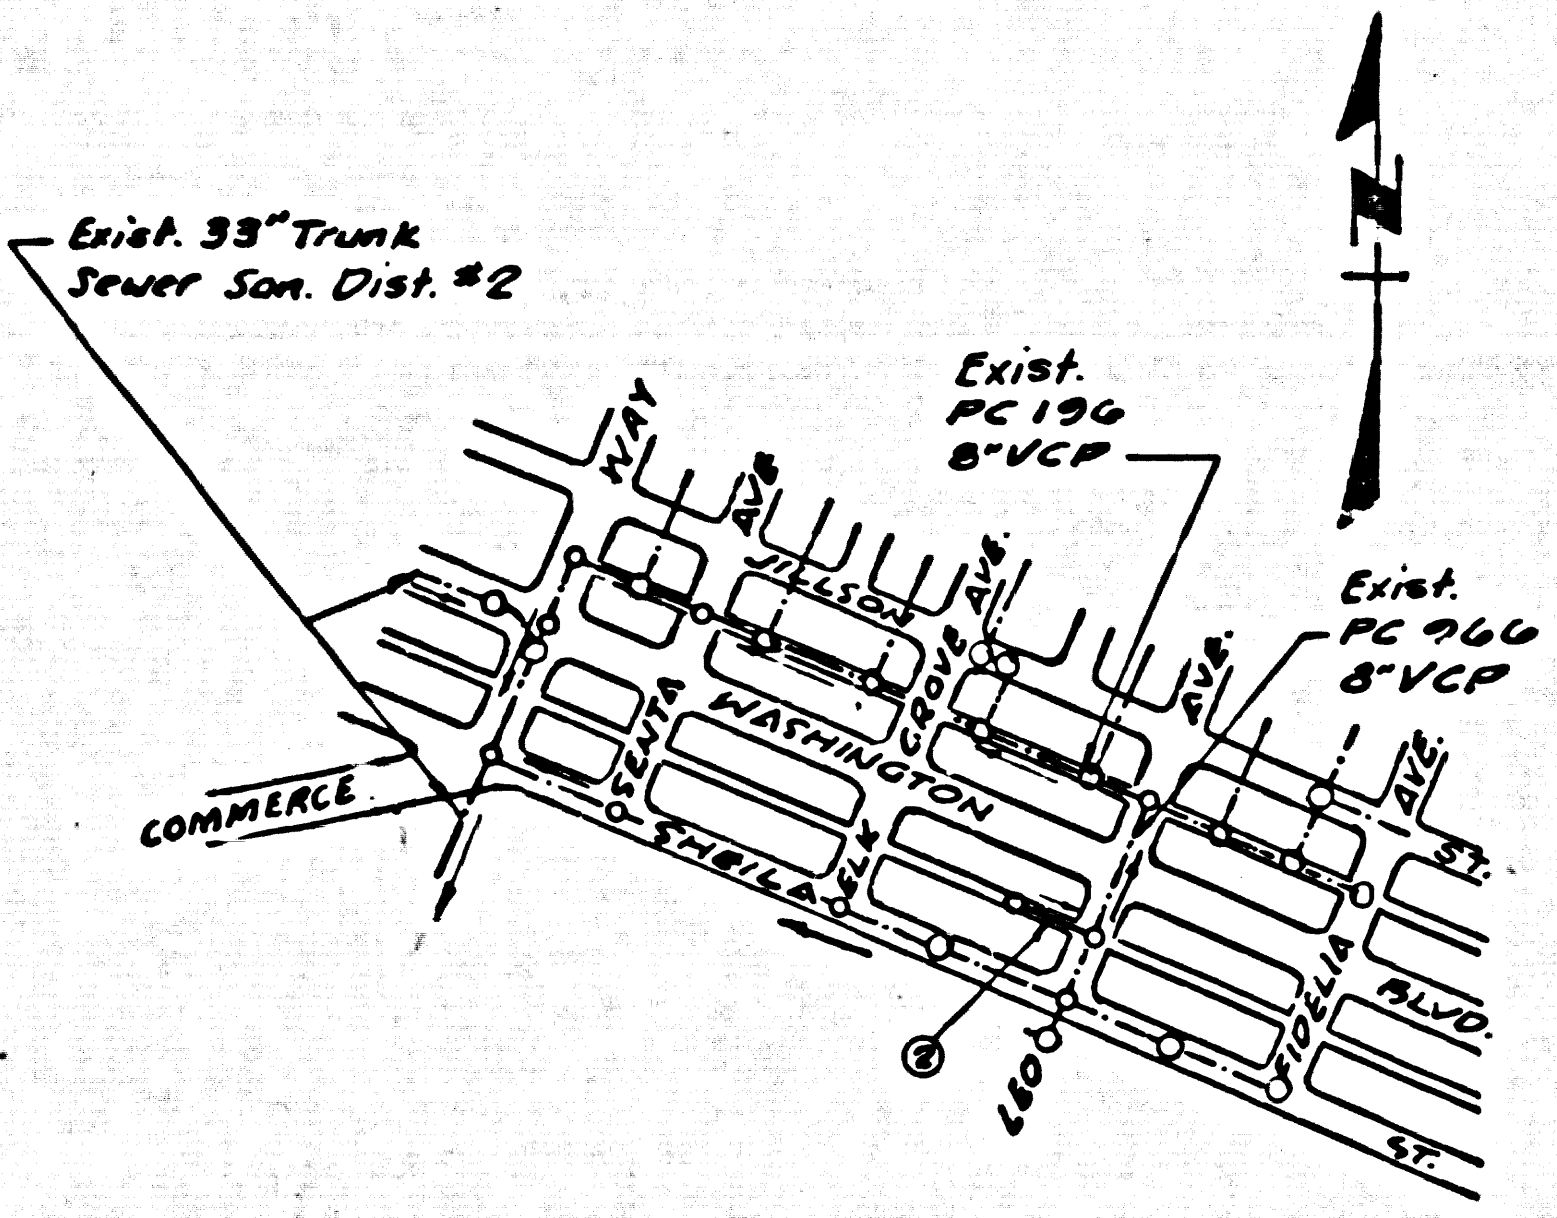 N
Exist. 33" Trunk
Sewer San. Dist. #2
Exist.
PC 196
8" VCP
Exist.
PC 966
8" VCP
WAY
AVE
AVE.
AVE.
AVE.
JILLSON
ST.
GROVE
SENTA
WASHINGTON
BLVD.
COMMERCE
SHEILA
ST.
ELK
FIDELIA
LEO
2